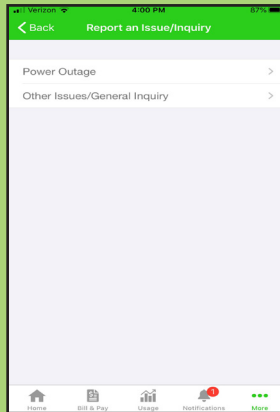 Verizon 4:00 PM 87%
Back Report an Issue/Inquiry
Power Outage
Other Issues/General Inquiry
1
Home Bill & Pay Usage Notifications More